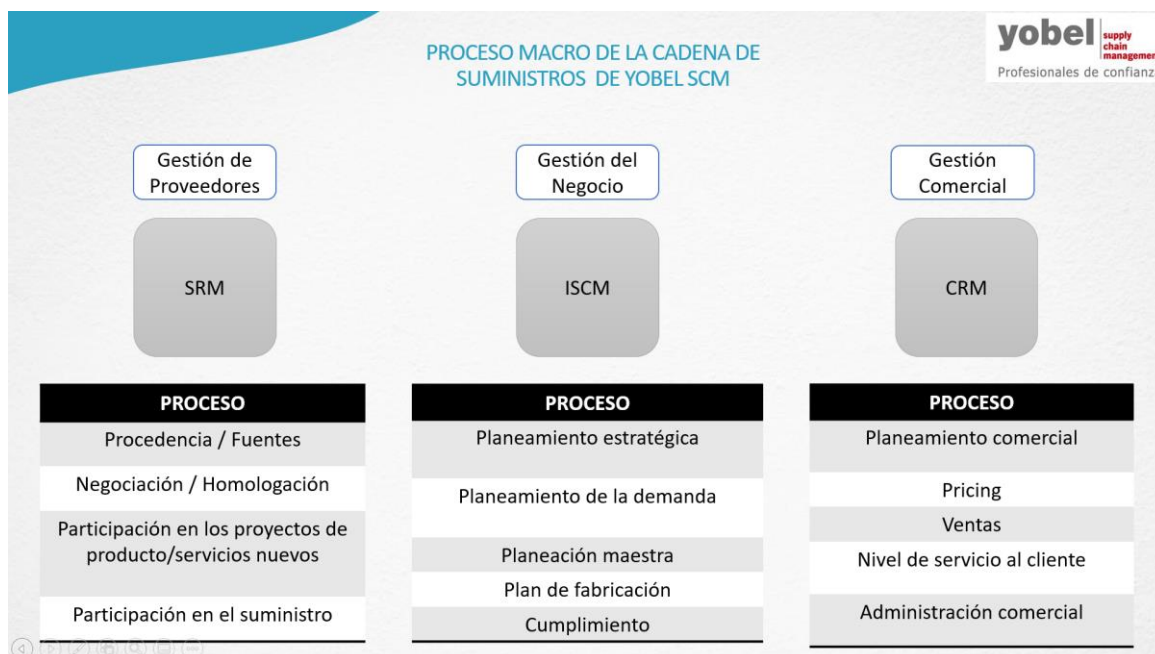 PROCESO MACRO DE LA CADENA DE
SUMINISTROS DE YOBEL SCM
yobel
supply
chain
managemen
Profesionales de confianz
Gestión de
Proveedores
SRM
PROCESO
Procedencia / Fuentes
Negociación / Homologación
Participación en los proyectos de
producto/servicios nuevos
Participación en el suministro
Gestión del
Negocio
ISCM
PROCESO
Planeamiento estratégica
Planeamiento de la demanda
Planeación maestra
Plan de fabricación
Cumplimiento
Gestión
Comercial
CRM
PROCESO
Planeamiento comercial
Pricing
Ventas
Nivel de servicio al cliente
Administración comercial